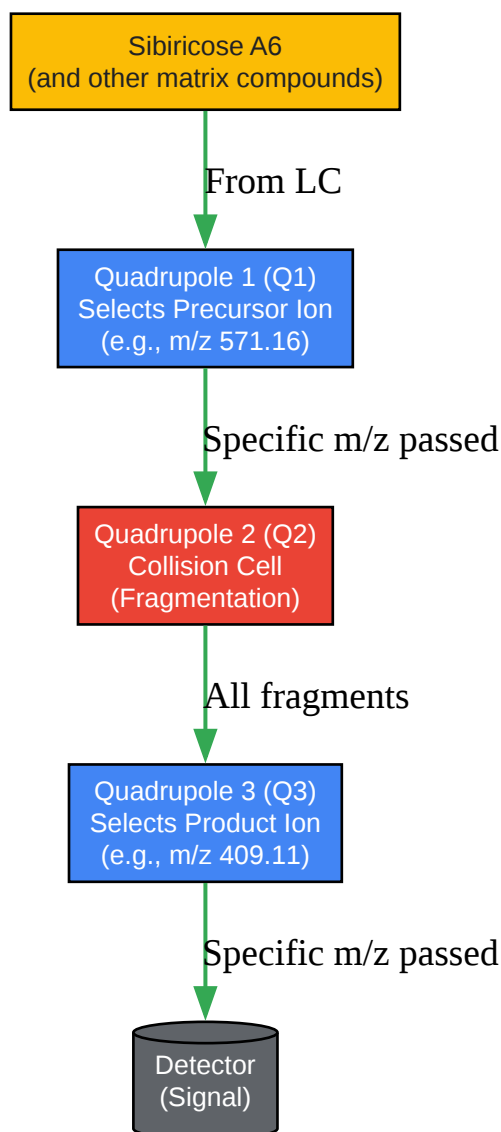 Sibiricose A6
(and other matrix compounds)
From LC
Quadrupole 1 (Q1)
Selects Precursor Ion
(e.g., m/z 571.16)
Specific m/z passed
Quadrupole 2 (Q2)
Collision Cell
(Fragmentation)
All fragments
Quadrupole 3 (Q3)
Selects Product Ion
(e.g., m/z 409.11)
Specific m/z passed
Detector
(Signal)